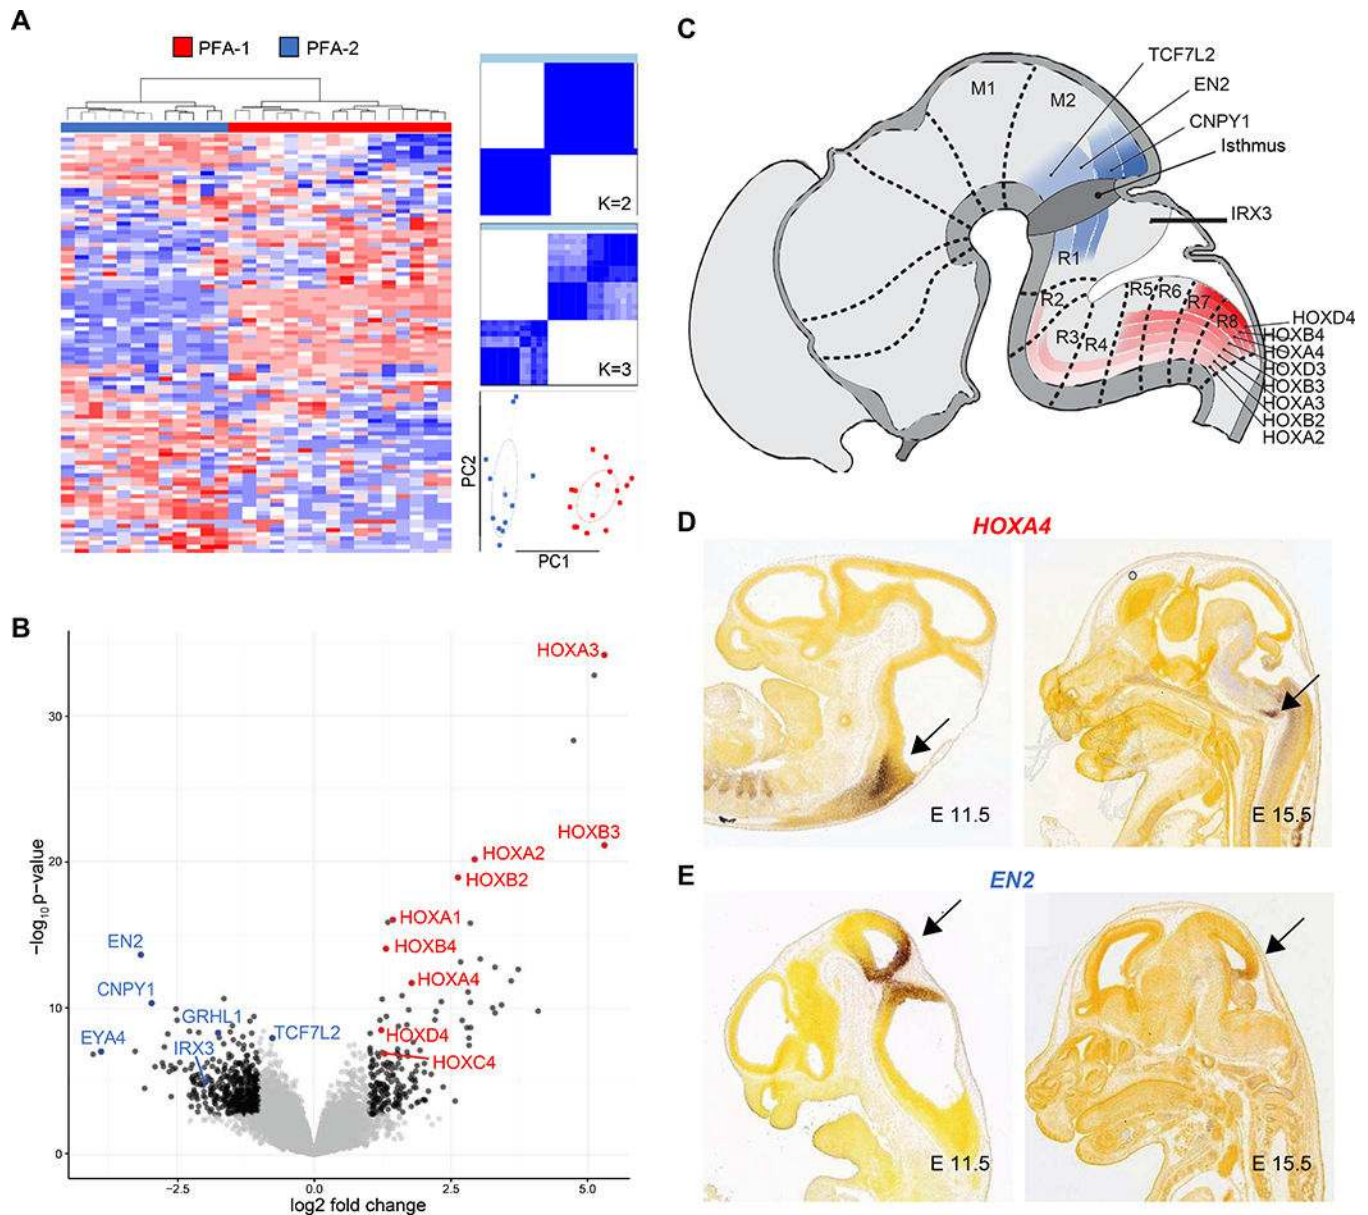 A
PFA-1 PFA-2
K=2
K=3
PC2
PC1
B
HOXA3
30
HOXB3
20
HOXA2
HOXB2
HOXA1
HOXB4
EN2
HOXA4
CNPY1
10
GRHL1
HOXD4
EYA4
TCF7L2
IRX3
HOXC4
0
−2.5 0.0 2.5 5.0
−log10 p−value
log2 fold change
C
TCF7L2
M1 M2
EN2
CNPY1
Isthmus
IRX3
R1
R2 R5 R6 R7
R3 R4 R8
HOXD4
HOXB4
HOXA4
HOXD3
HOXB3
HOXA3
HOXB2
HOXA2
D
HOXA4
E 11.5 E 15.5
E
EN2
E 11.5 E 15.5